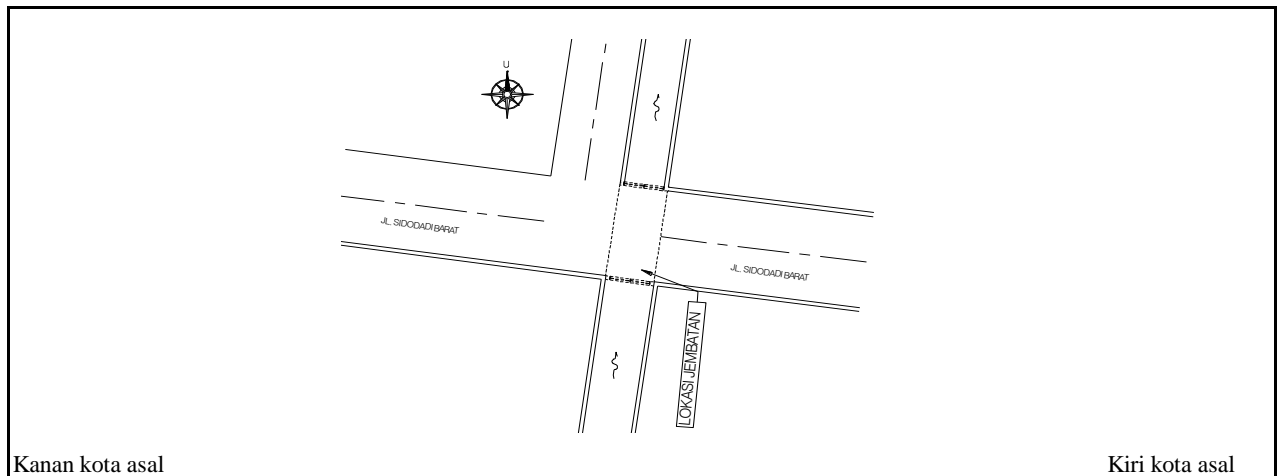 U
JL. SIDODADI BARAT
JL. SIDODADI BARAT
LOKASI JEMBATAN
Kanan kota asal
Kiri kota asal